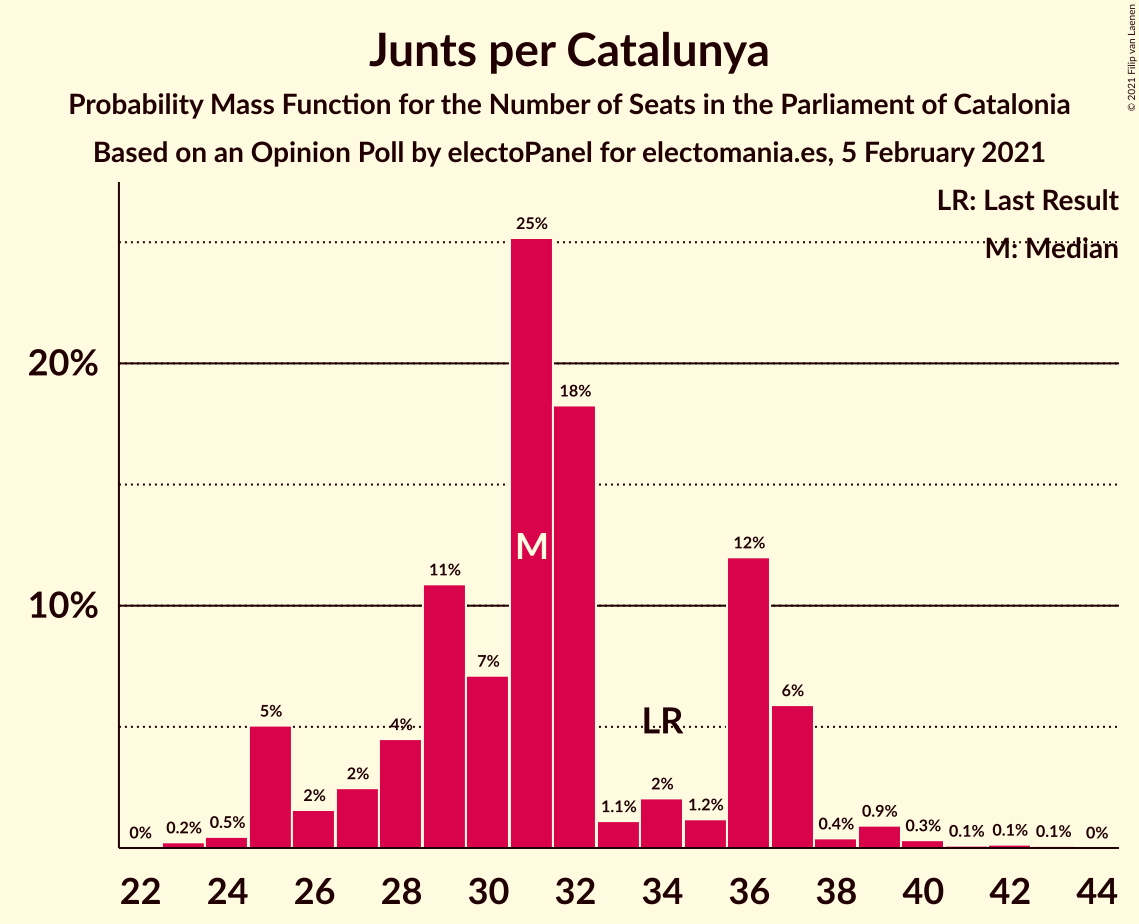 Junts per Catalunya
Probability Mass Function for the Number of Seats in the Parliament of Catalonia
Based on an Opinion Poll by electoPanel for electomania.es, 5 February 2021
© 2021 Filip van Laenen
LR: Last Result
M: Median
20%
10%
0%
0.2%
0.5%
5%
2%
2%
4%
11%
7%
25%
M
18%
1.1%
LR
2%
1.2%
12%
6%
0.4%
0.9%
0.3%
0.1%
0.1%
0.1%
0%
22 24 26 28 30 32 34 36 38 40 42 44